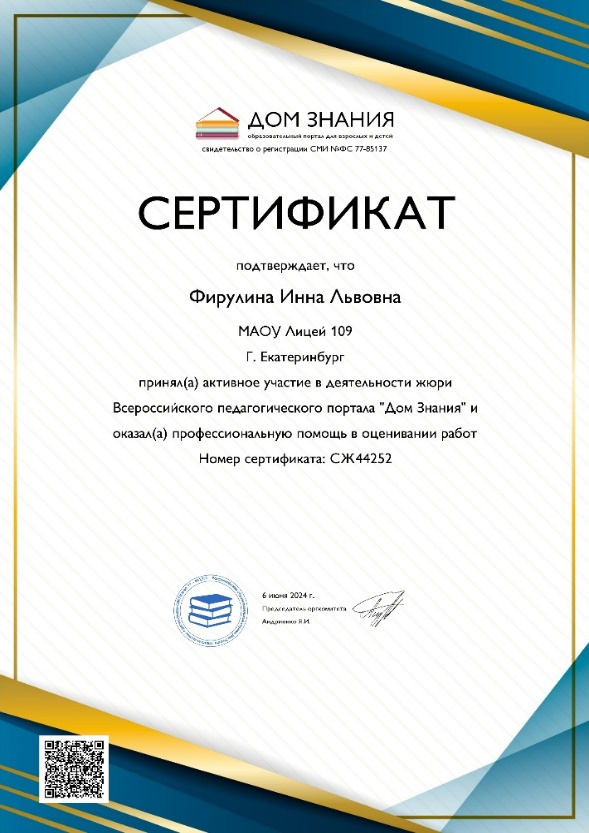 ДОМ ЗНАНИЯ
образовательный портал для взрослых и детей
свидетельство о регистрации СМИ №ФС 77-85137
СЕРТИФИКАТ
подтверждает, что
Фирулина Инна Львовна
МАОУ Лицей 109
Г. Екатеринбург
принял(а) активное участие в деятельности жюри
Всероссийского педагогического портала "Дом Знания" и
оказал(а) профессиональную помощь в оценивании работ
Номер сертификата: СЖ44252
6 июня 2024 г.
Председатель оргкомитета
Андриенко Я.И.